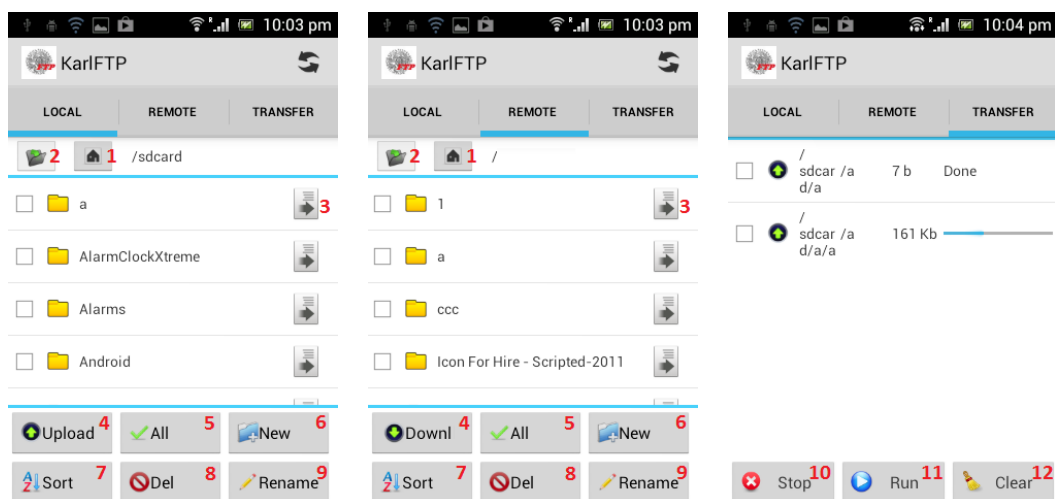 10:03 pm
KarlFTP
LOCAL REMOTE TRANSFER
2 1 /sdcard
a 3
AlarmClockXtreme
Alarms
Android
Upload 4 All 5 New 6
Sort 7 Del 8 Rename 9
10:03 pm
KarlFTP
LOCAL REMOTE TRANSFER
2 1 /
1 3
a
ccc
Icon For Hire - Scripted-2011
Downl 4 All 5 New 6
Sort 7 Del 8 Rename 9
10:04 pm
KarlFTP
LOCAL REMOTE TRANSFER
/
sdcar /a 7 b Done
d/a
/
sdcar /a 161 Kb
d/a/a
Stop 10 Run 11 Clear 12